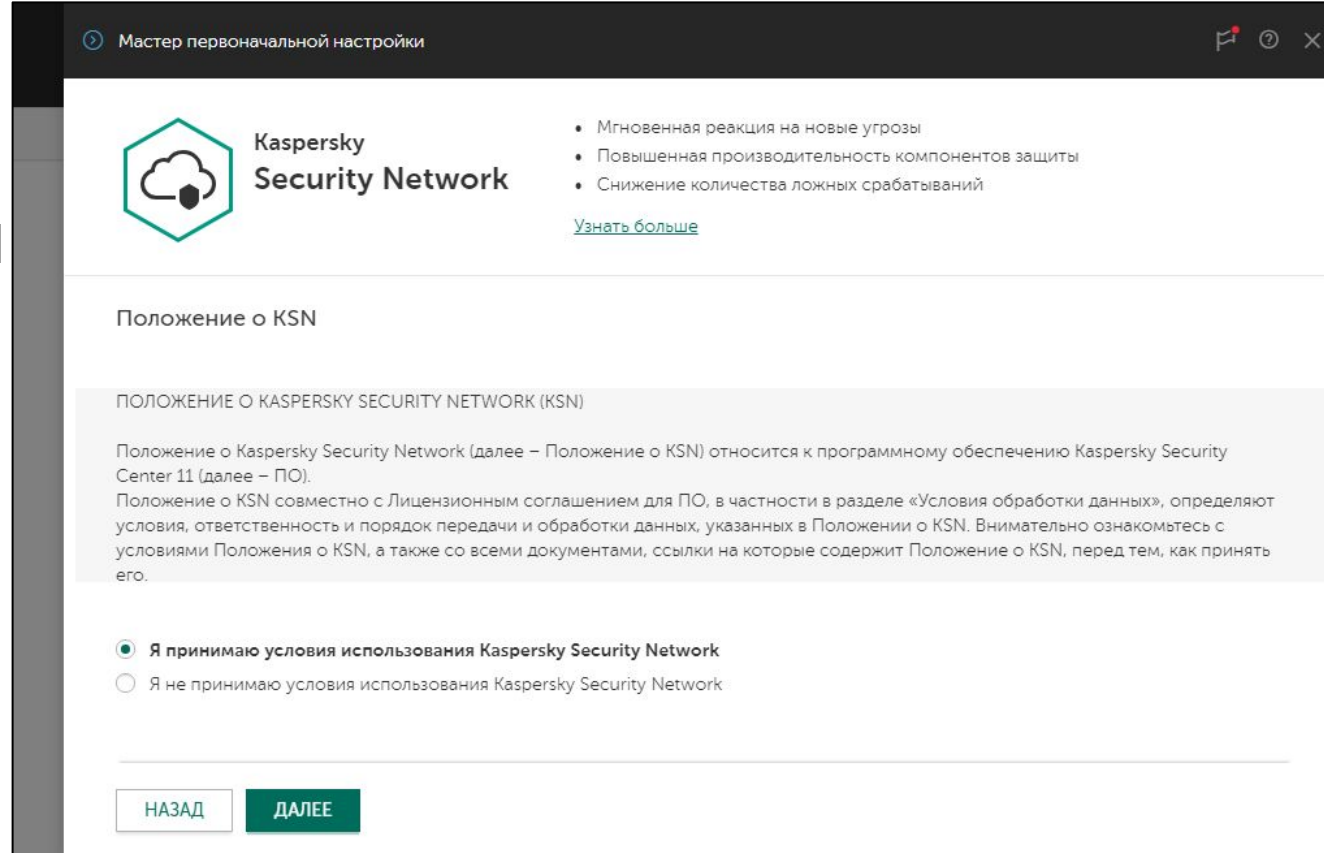 Мастер первоначальной настройки
Kaspersky
Security Network
• Мгновенная реакция на новые угрозы
• Повышенная производительность компонентов защиты
• Снижение количества ложных срабатываний
Узнать больше
Положение о KSN
ПОЛОЖЕНИЕ О KASPERSKY SECURITY NETWORK (KSN)
Положение о Kaspersky Security Network (далее – Положение о KSN) относится к программному обеспечению Kaspersky Security
Center 11 (далее – ПО).
Положение о KSN совместно с Лицензионным соглашением для ПО, в частности в разделе «Условия обработки данных», определяют
условия, ответственность и порядок передачи и обработки данных, указанных в Положении о KSN. Внимательно ознакомьтесь с
условиями Положения о KSN, а также со всеми документами, ссылки на которые содержит Положение о KSN, перед тем, как принять
его.
Я принимаю условия использования Kaspersky Security Network
Я не принимаю условия использования Kaspersky Security Network
НАЗАД
ДАЛЕЕ